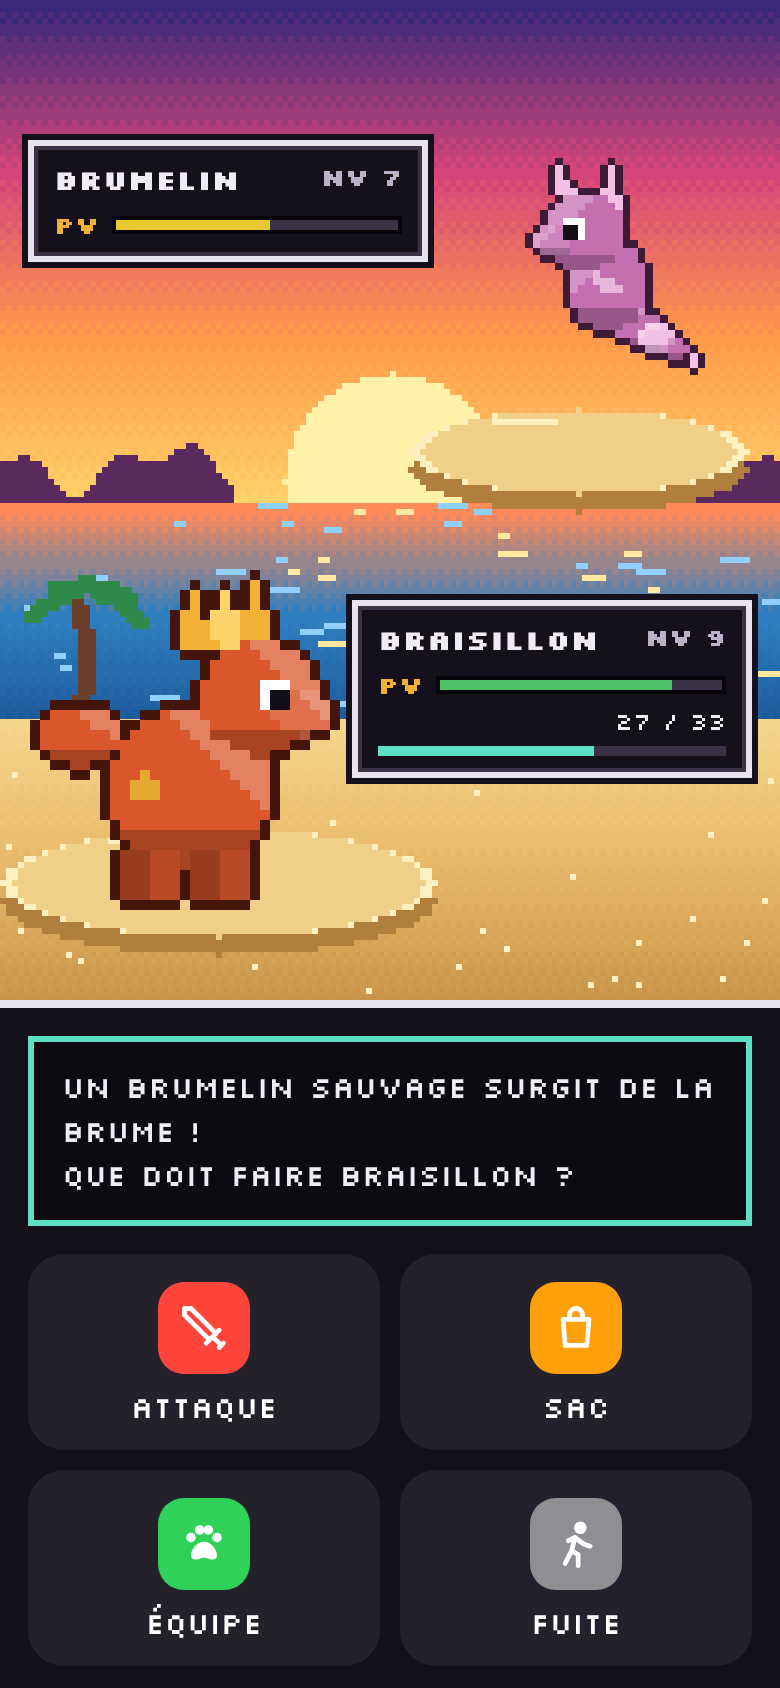 BRUMELIN NV 7
PV
BRAISILLON NV 9
PV
27 / 33
UN BRUMELIN SAUVAGE SURGIT DE LA
BRUME !
QUE DOIT FAIRE BRAISILLON ?
ATTAQUE
SAC
ÉQUIPE
FUITE